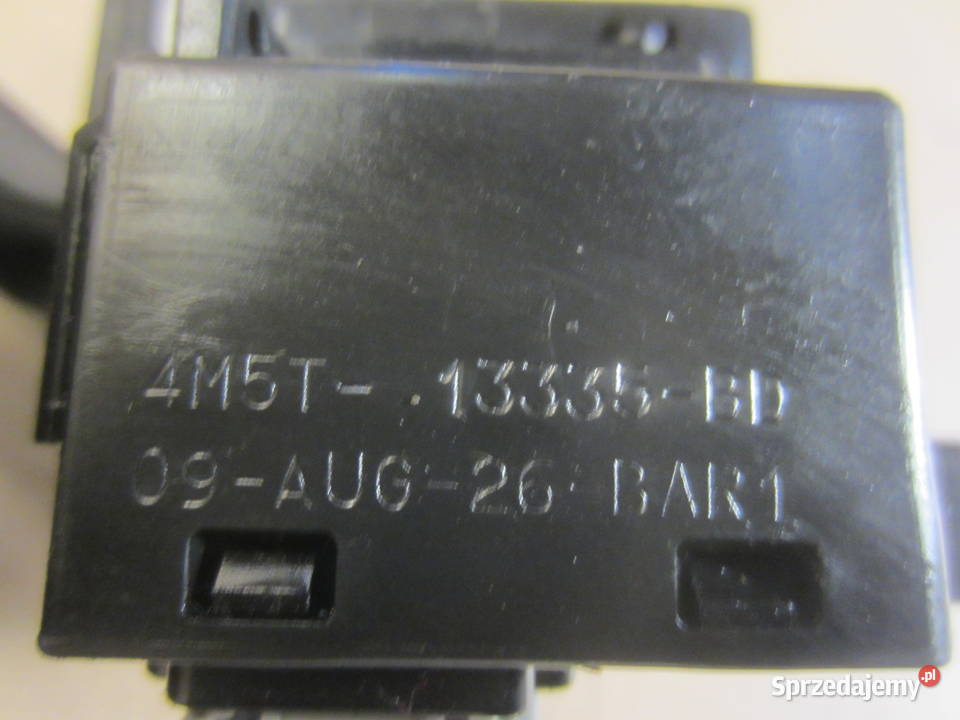 4M5T- 13335-BD
09-AUG-26 BAR1
Sprzedajemy.pl